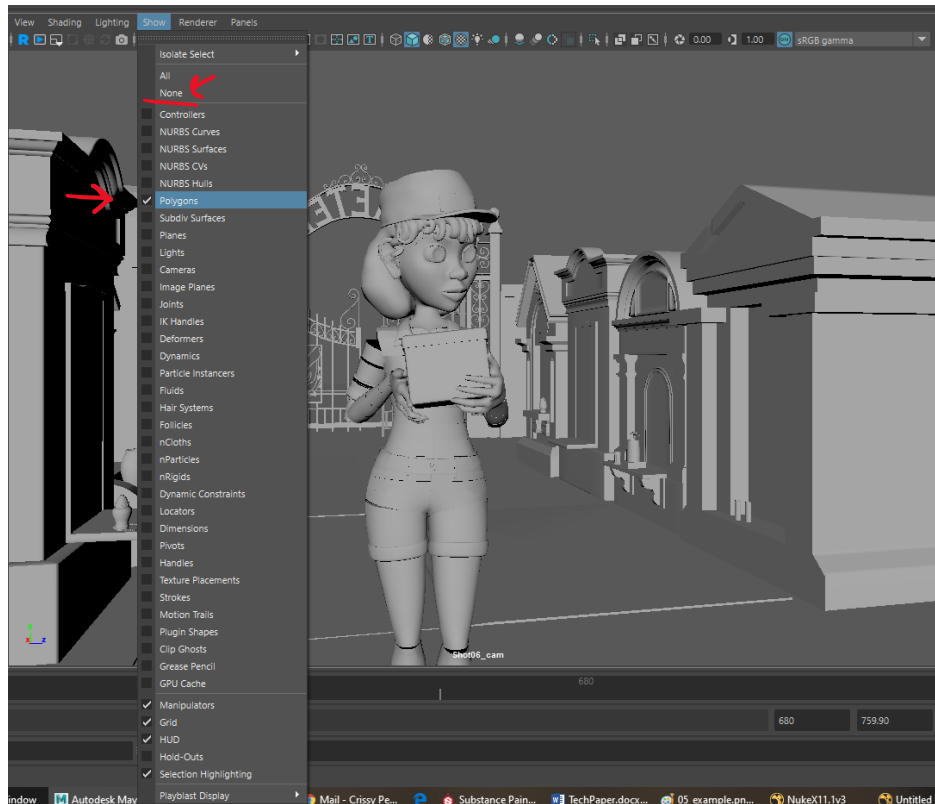 View Shading Lighting Show Renderer Panels
0.00 1.00 sRGB gamma
Isolate Select
All
None
Controllers
NURBS Curves
NURBS Surfaces
NURBS CVs
NURBS Hulls
Polygons
Subdiv Surfaces
Planes
Lights
Cameras
Image Planes
Joints
IK Handles
Deformers
Dynamics
Particle Instancers
Fluids
Hair Systems
Follicles
nCloths
nParticles
nRigids
Dynamic Constraints
Locators
Dimensions
Pivots
Handles
Texture Placements
Strokes
Motion Trails
Plugin Shapes
Clip Ghosts
Grease Pencil
GPU Cache
Manipulators
Grid
HUD
Hold-Outs
Selection Highlighting
Playblast Display
Shot06_cam
680
680 759.90
indow Autodesk May Mail - Crissy Pe... Substance Pain... TechPaper.docx... 05 example.pn... NukeX11.1v3 Untitled